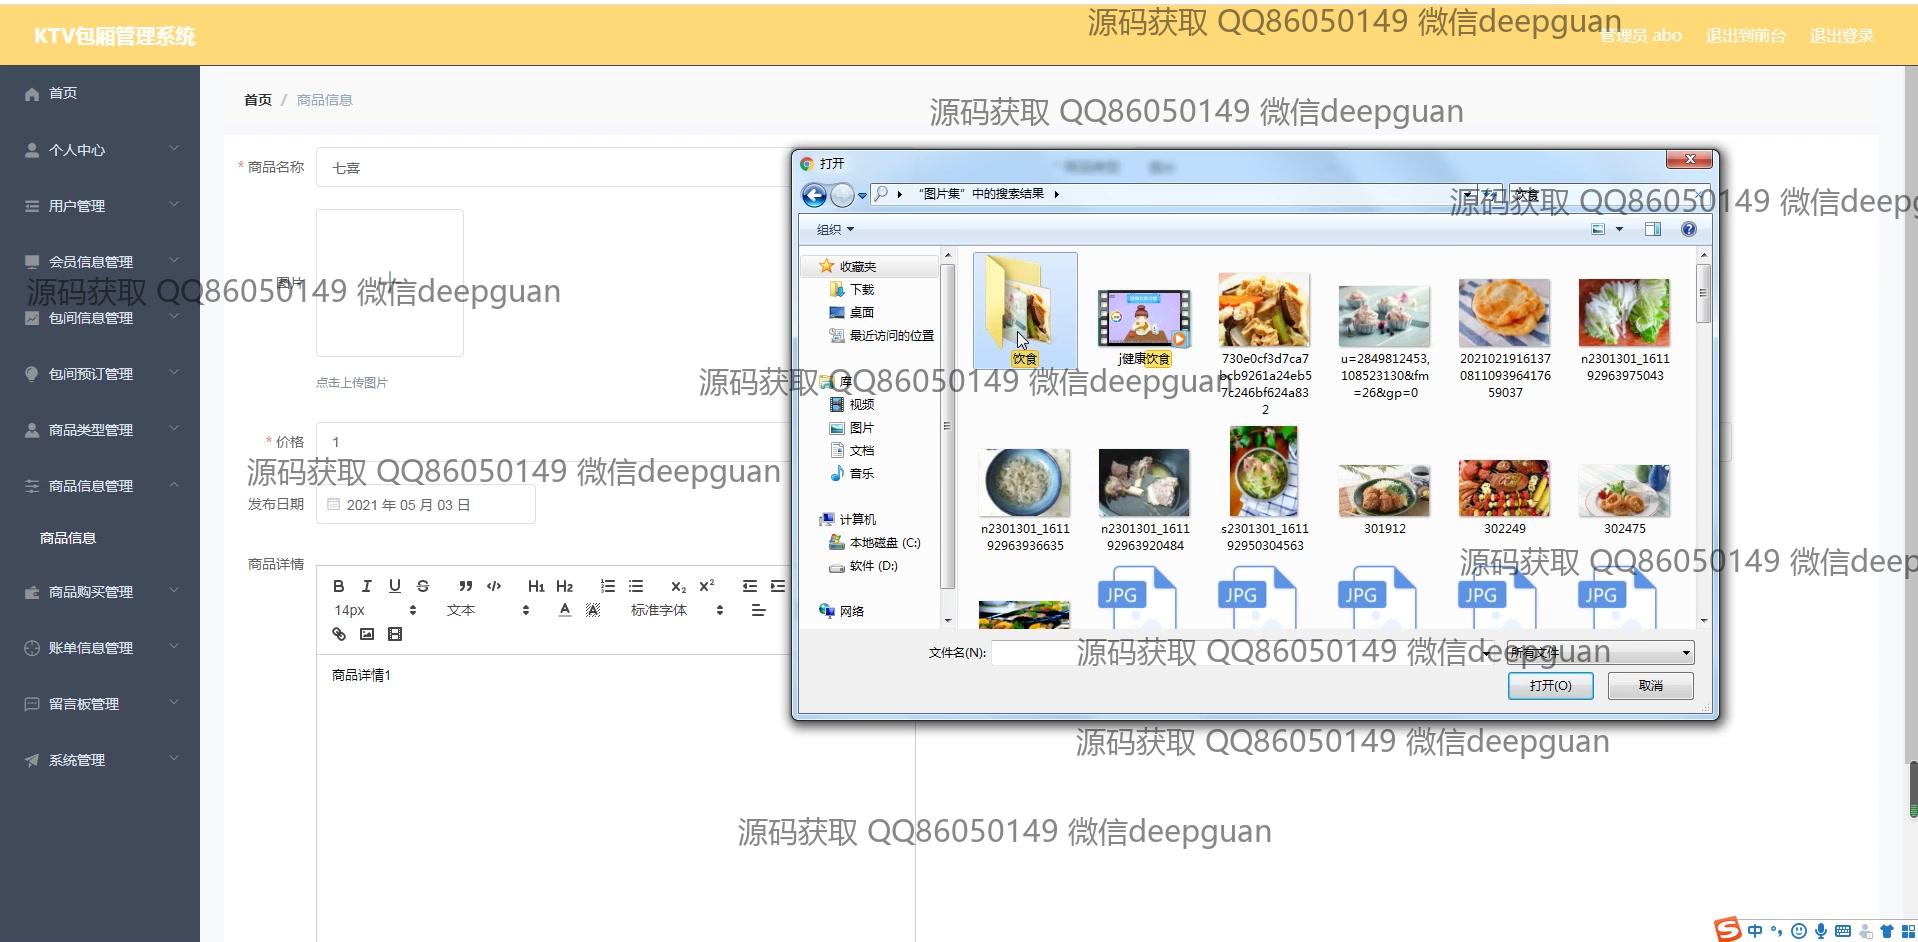 源码获取 QQ86050149 微信deepguan
KTV包厢管理系统
管理员 abo
退出到前台
退出登录
首页
个人中心
用户管理
会员信息管理
包间信息管理
包间预订管理
商品类型管理
商品信息管理
商品信息
商品购买管理
账单信息管理
留言板管理
系统管理
首页 / 商品信息
源码获取 QQ86050149 微信deepguan
* 商品名称
七喜
图片
源码获取 QQ86050149 微信deepguan
点击上传图片
* 价格
1
源码获取 QQ86050149 微信deepguan
发布日期
2021 年 05 月 03 日
商品详情
B I U S H1 H2 X2 X2
14px
文本
A
标准字体
商品详情1
打开
“图片集”中的搜索结果
饮食
源码获取 QQ86050149 微信deepg
组织
收藏夹
下载
桌面
最近访问的位置
库
视频
图片
文档
音乐
计算机
本地磁盘 (C:)
软件 (D:)
网络
饮食
j健康饮食
730e0cf3d7ca7
bcb9261a24eb5
7c246bf624a83
2
u=2849812453,
108523130&fm
=26&gp=0
2021021916137
0811093964176
59037
n2301301_1611
92963975043
源码获取 QQ86050149 微信deepguan
n2301301_1611
92963936635
n2301301_1611
92963920484
s2301301_1611
92950304563
301912
302249
302475
源码获取 QQ86050149 微信deep
JPG
JPG
JPG
JPG
JPG
文件名(N):
所有文件
源码获取 QQ86050149 微信deepguan
打开(O)
取消
源码获取 QQ86050149 微信deepguan
源码获取 QQ86050149 微信deepguan
中